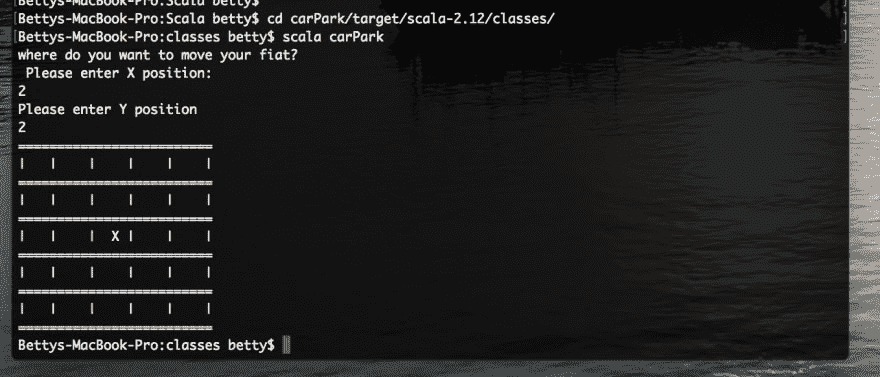 [Bettys-MacBook-Pro:Scala betty$
[Bettys-MacBook-Pro:Scala betty$ cd carPark/target/scala-2.12/classes/ ]
[Bettys-MacBook-Pro:classes betty$ scala carPark ]
where do you want to move your fiat?
 Please enter X position:
2
Please enter Y position
2
=========================
|   |    |    |    |    |
=========================
|   |    |    |    |    |
=========================
|   |    |  X |    |    |
=========================
|   |    |    |    |    |
=========================
|   |    |    |    |    |
=========================
Bettys-MacBook-Pro:classes betty$